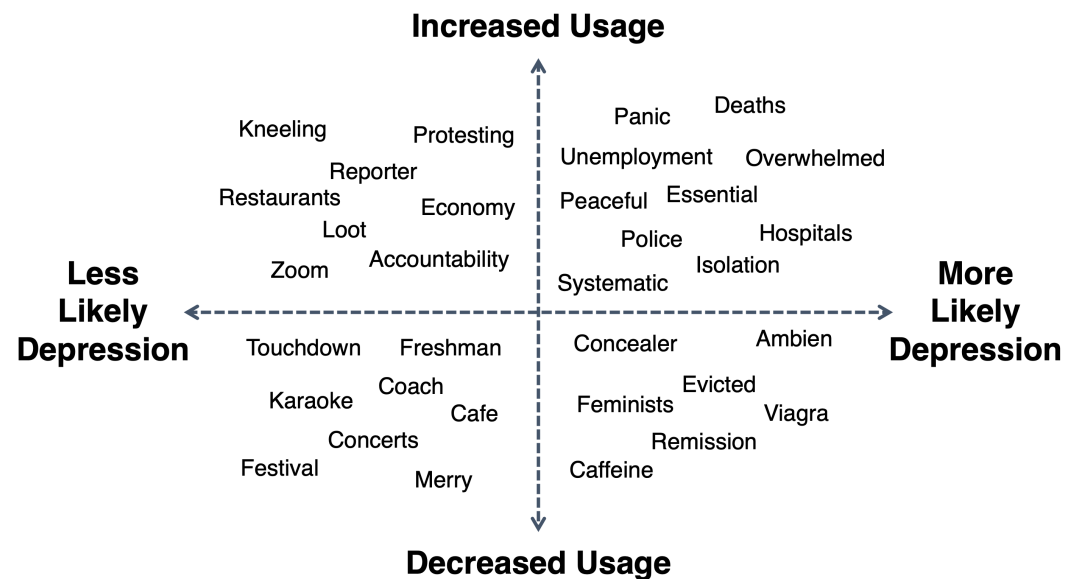 Increased Usage
Kneeling
Protesting
Reporter
Restaurants
Economy
Loot
Accountability
Zoom
Panic
Deaths
Unemployment
Overwhelmed
Peaceful
Essential
Police
Hospitals
Isolation
Systematic
Less
Likely
Depression
More
Likely
Depression
Touchdown
Freshman
Coach
Karaoke
Cafe
Concerts
Festival
Merry
Concealer
Ambien
Evicted
Feminists
Viagra
Remission
Caffeine
Decreased Usage